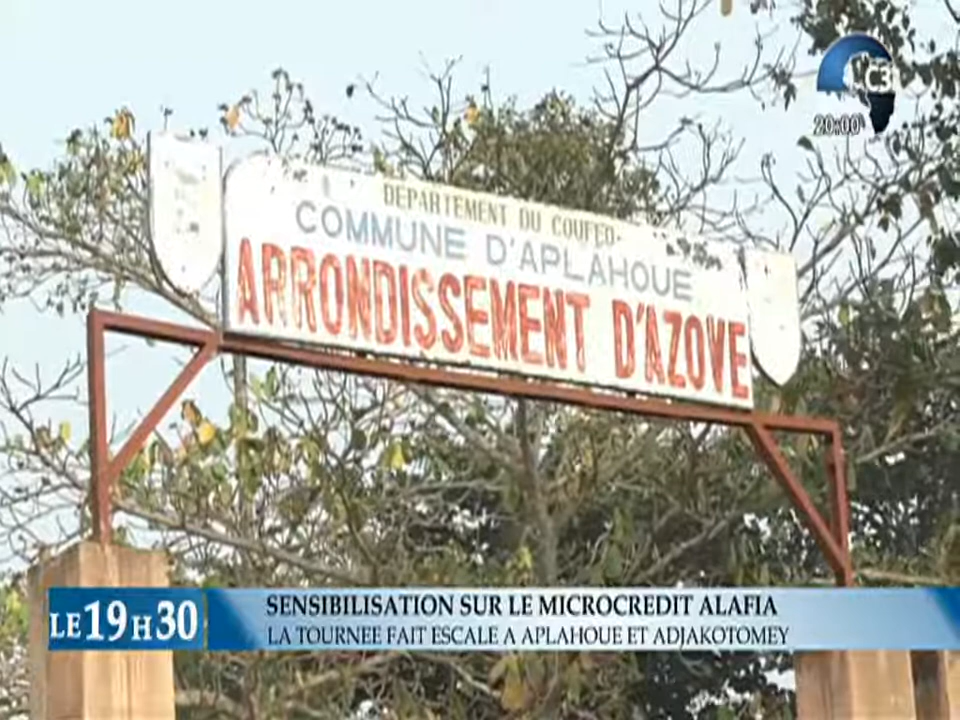 LC3
20:00
DEPARTEMENT DU COUFFO
COMMUNE D'APLAHOUE
ARRONDISSEMENT D'AZOVE
LE 19H30
SENSIBILISATION SUR LE MICROCREDIT ALAFIA
LA TOURNEE FAIT ESCALE A APLAHOUE ET ADJAKOTOMEY